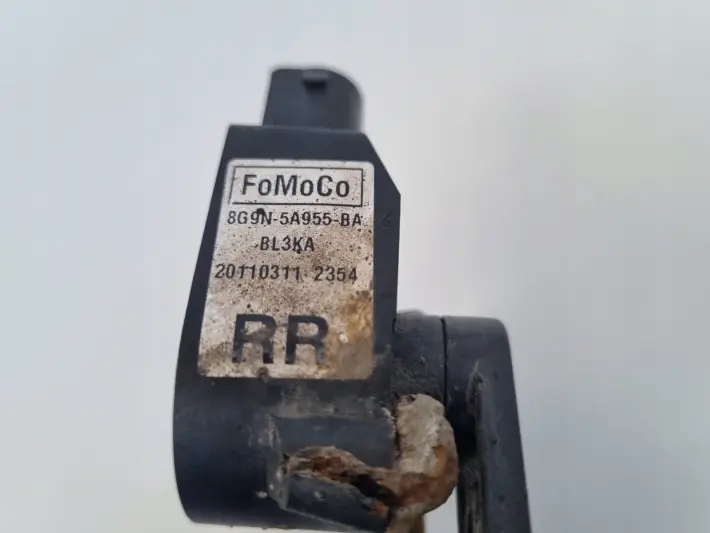 FoMoCo
8G9N-5A955-BA
BL3KA
20110311 2354
RR